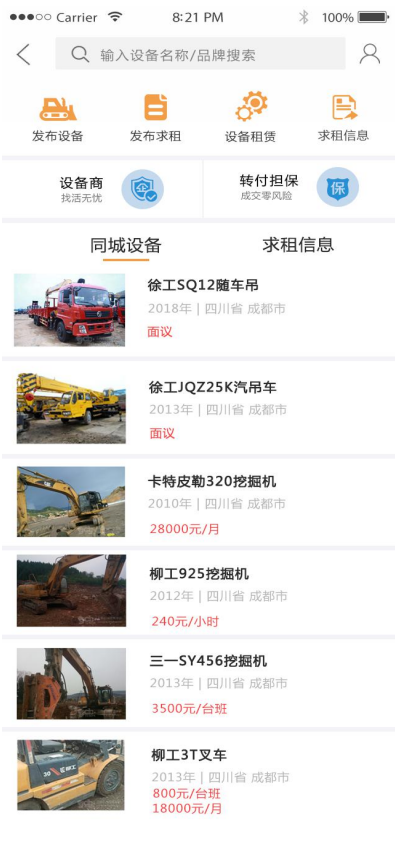 Carrier 8:21 PM 100%
输入设备名称/品牌搜索
发布设备 发布求租 设备租赁 求租信息
设备商 转付担保
找活无忧 成交零风险
保
同城设备 求租信息
徐工SQ12随车吊
2018年 | 四川省 成都市
面议
徐工JQZ25K汽吊车
2013年 | 四川省 成都市
面议
卡特皮勒320挖掘机
2010年 | 四川省 成都市
28000元/月
柳工925挖掘机
2012年 | 四川省 成都市
240元/小时
三一SY456挖掘机
2013年 | 四川省 成都市
3500元/台班
柳工3T叉车
2013年 | 四川省 成都市
800元/台班
18000元/月